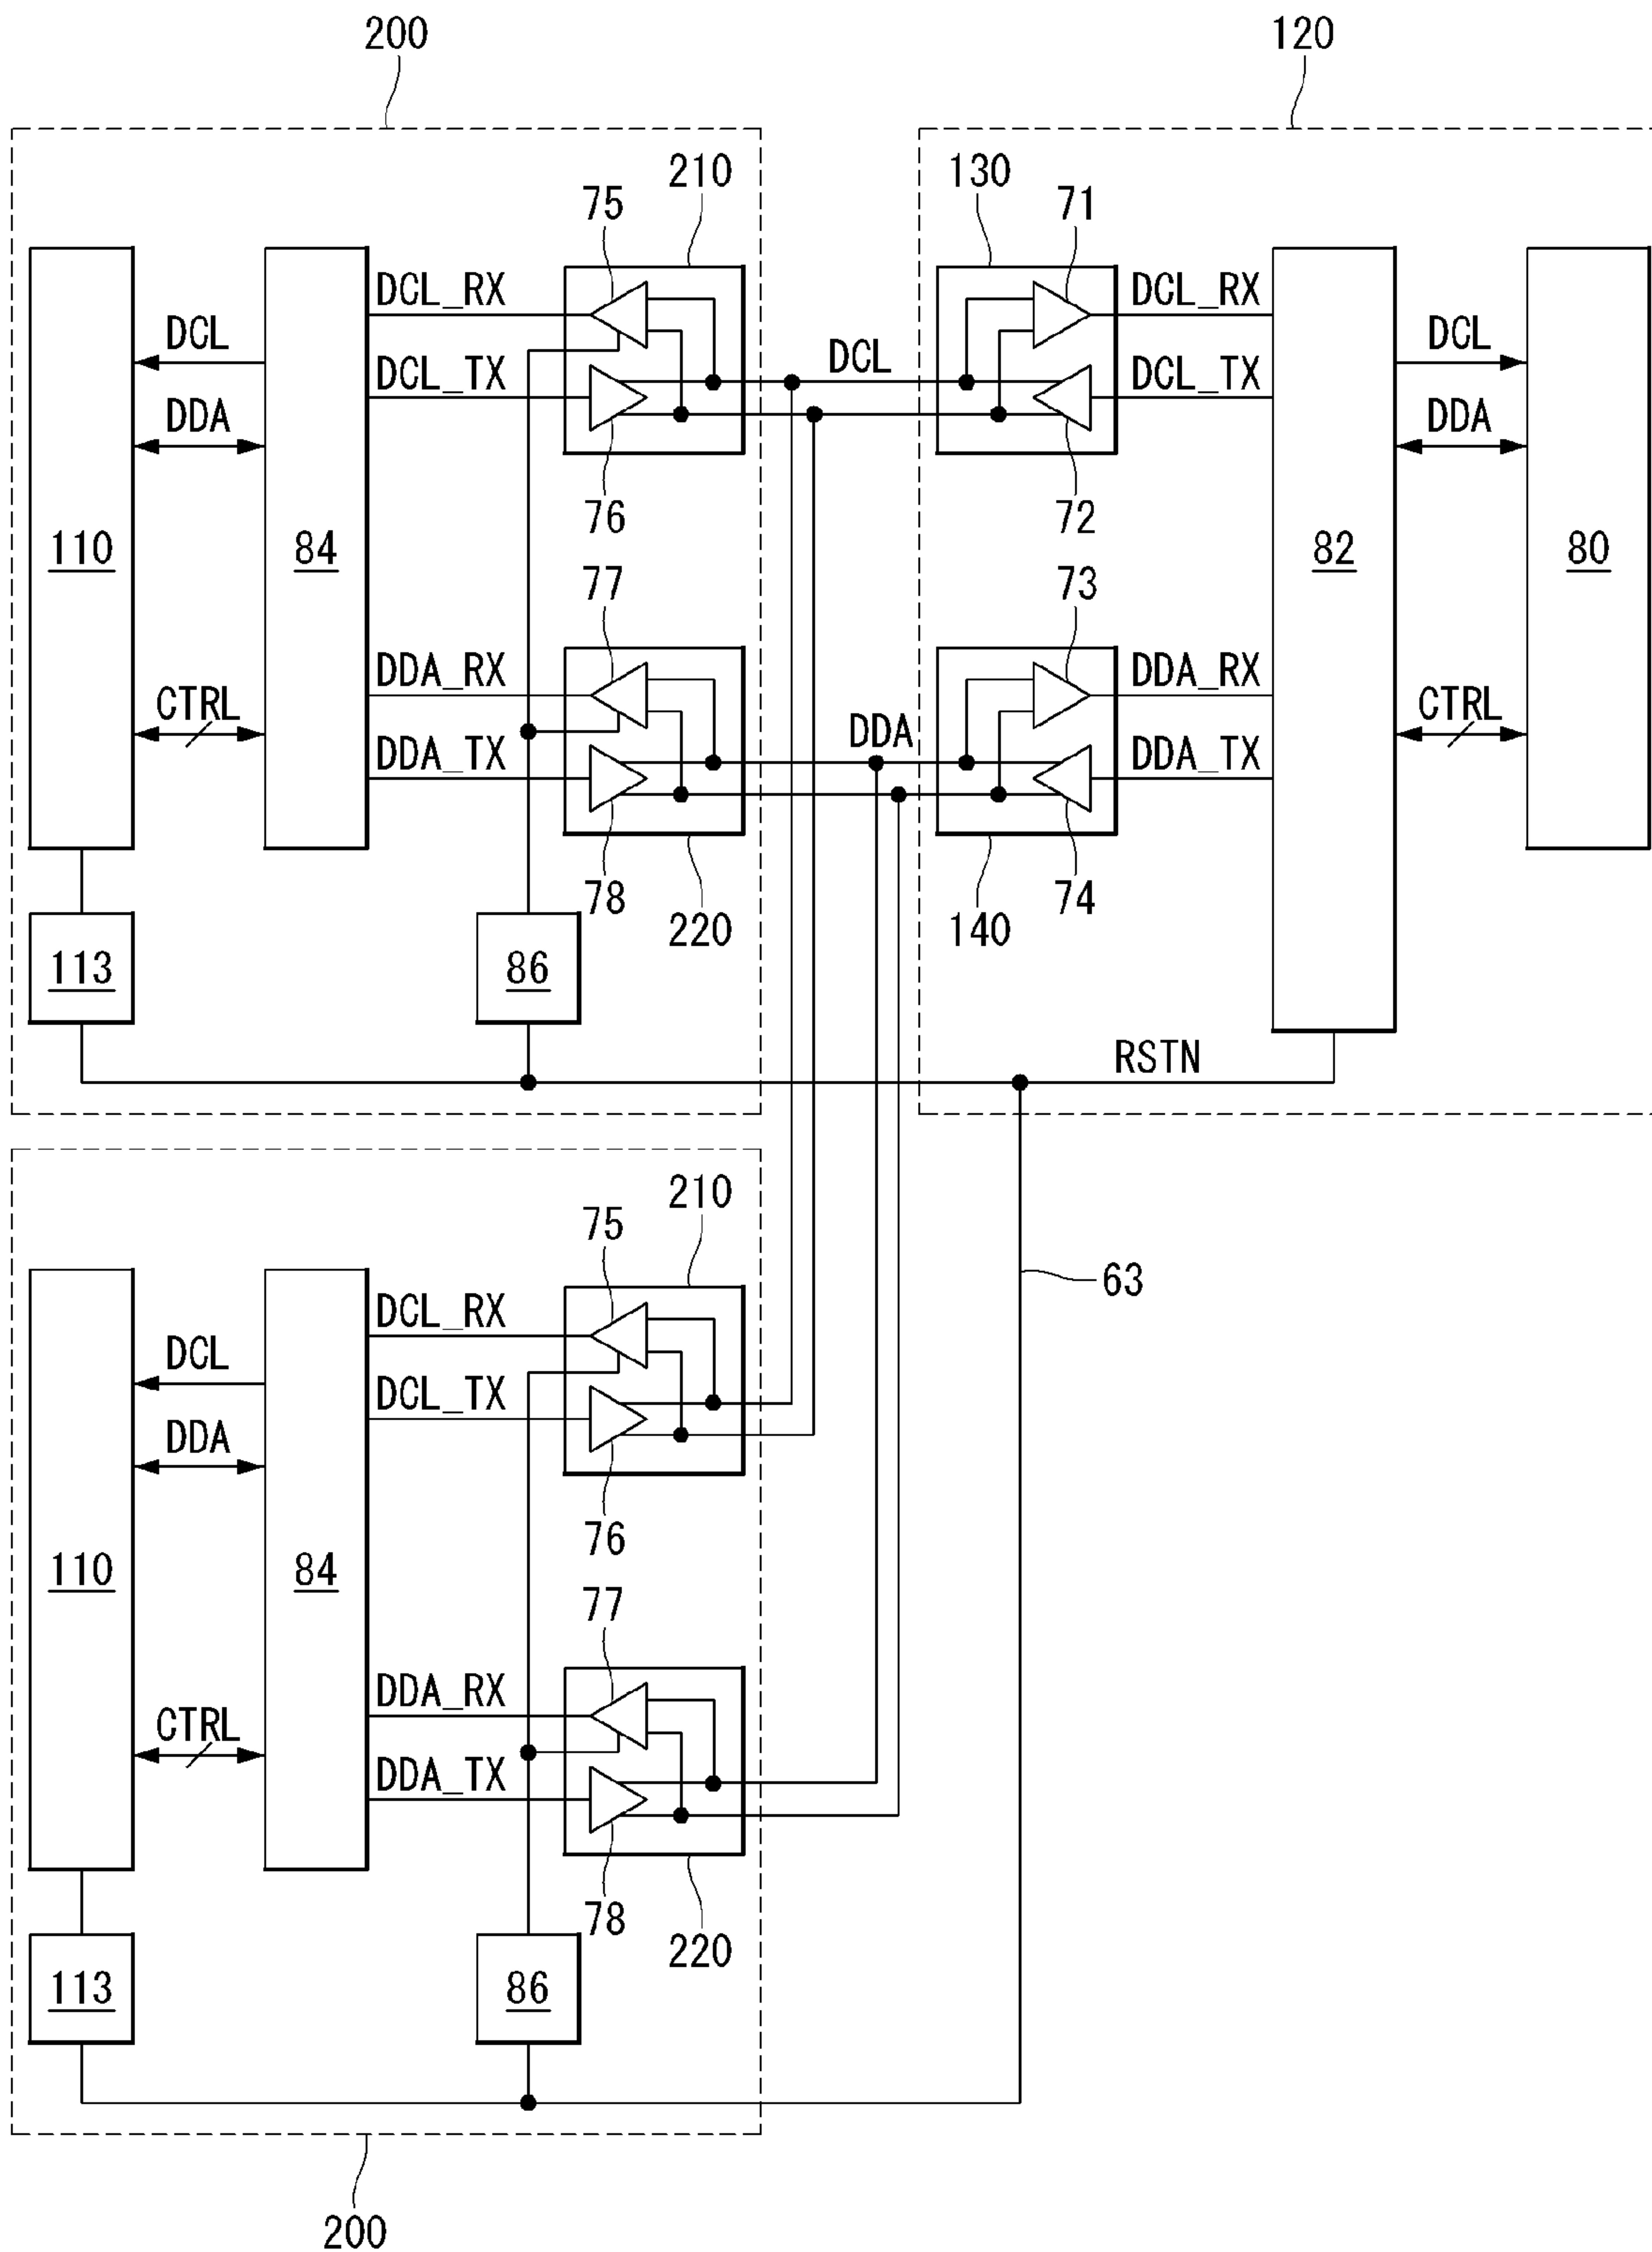 200
120
210
130
75
71
DCL_RX
DCL_RX
DCL
DCL
DCL
DCL_TX
DCL_TX
DDA
DDA
76
72
110
84
82
80
77
73
DDA_RX
DDA_RX
CTRL
CTRL
DDA
DDA_TX
DDA_TX
78
74
220
140
113
86
RSTN
210
75
63
DCL_RX
DCL
DCL_TX
DDA
76
110
84
77
DDA_RX
CTRL
DDA_TX
78
220
113
86
200